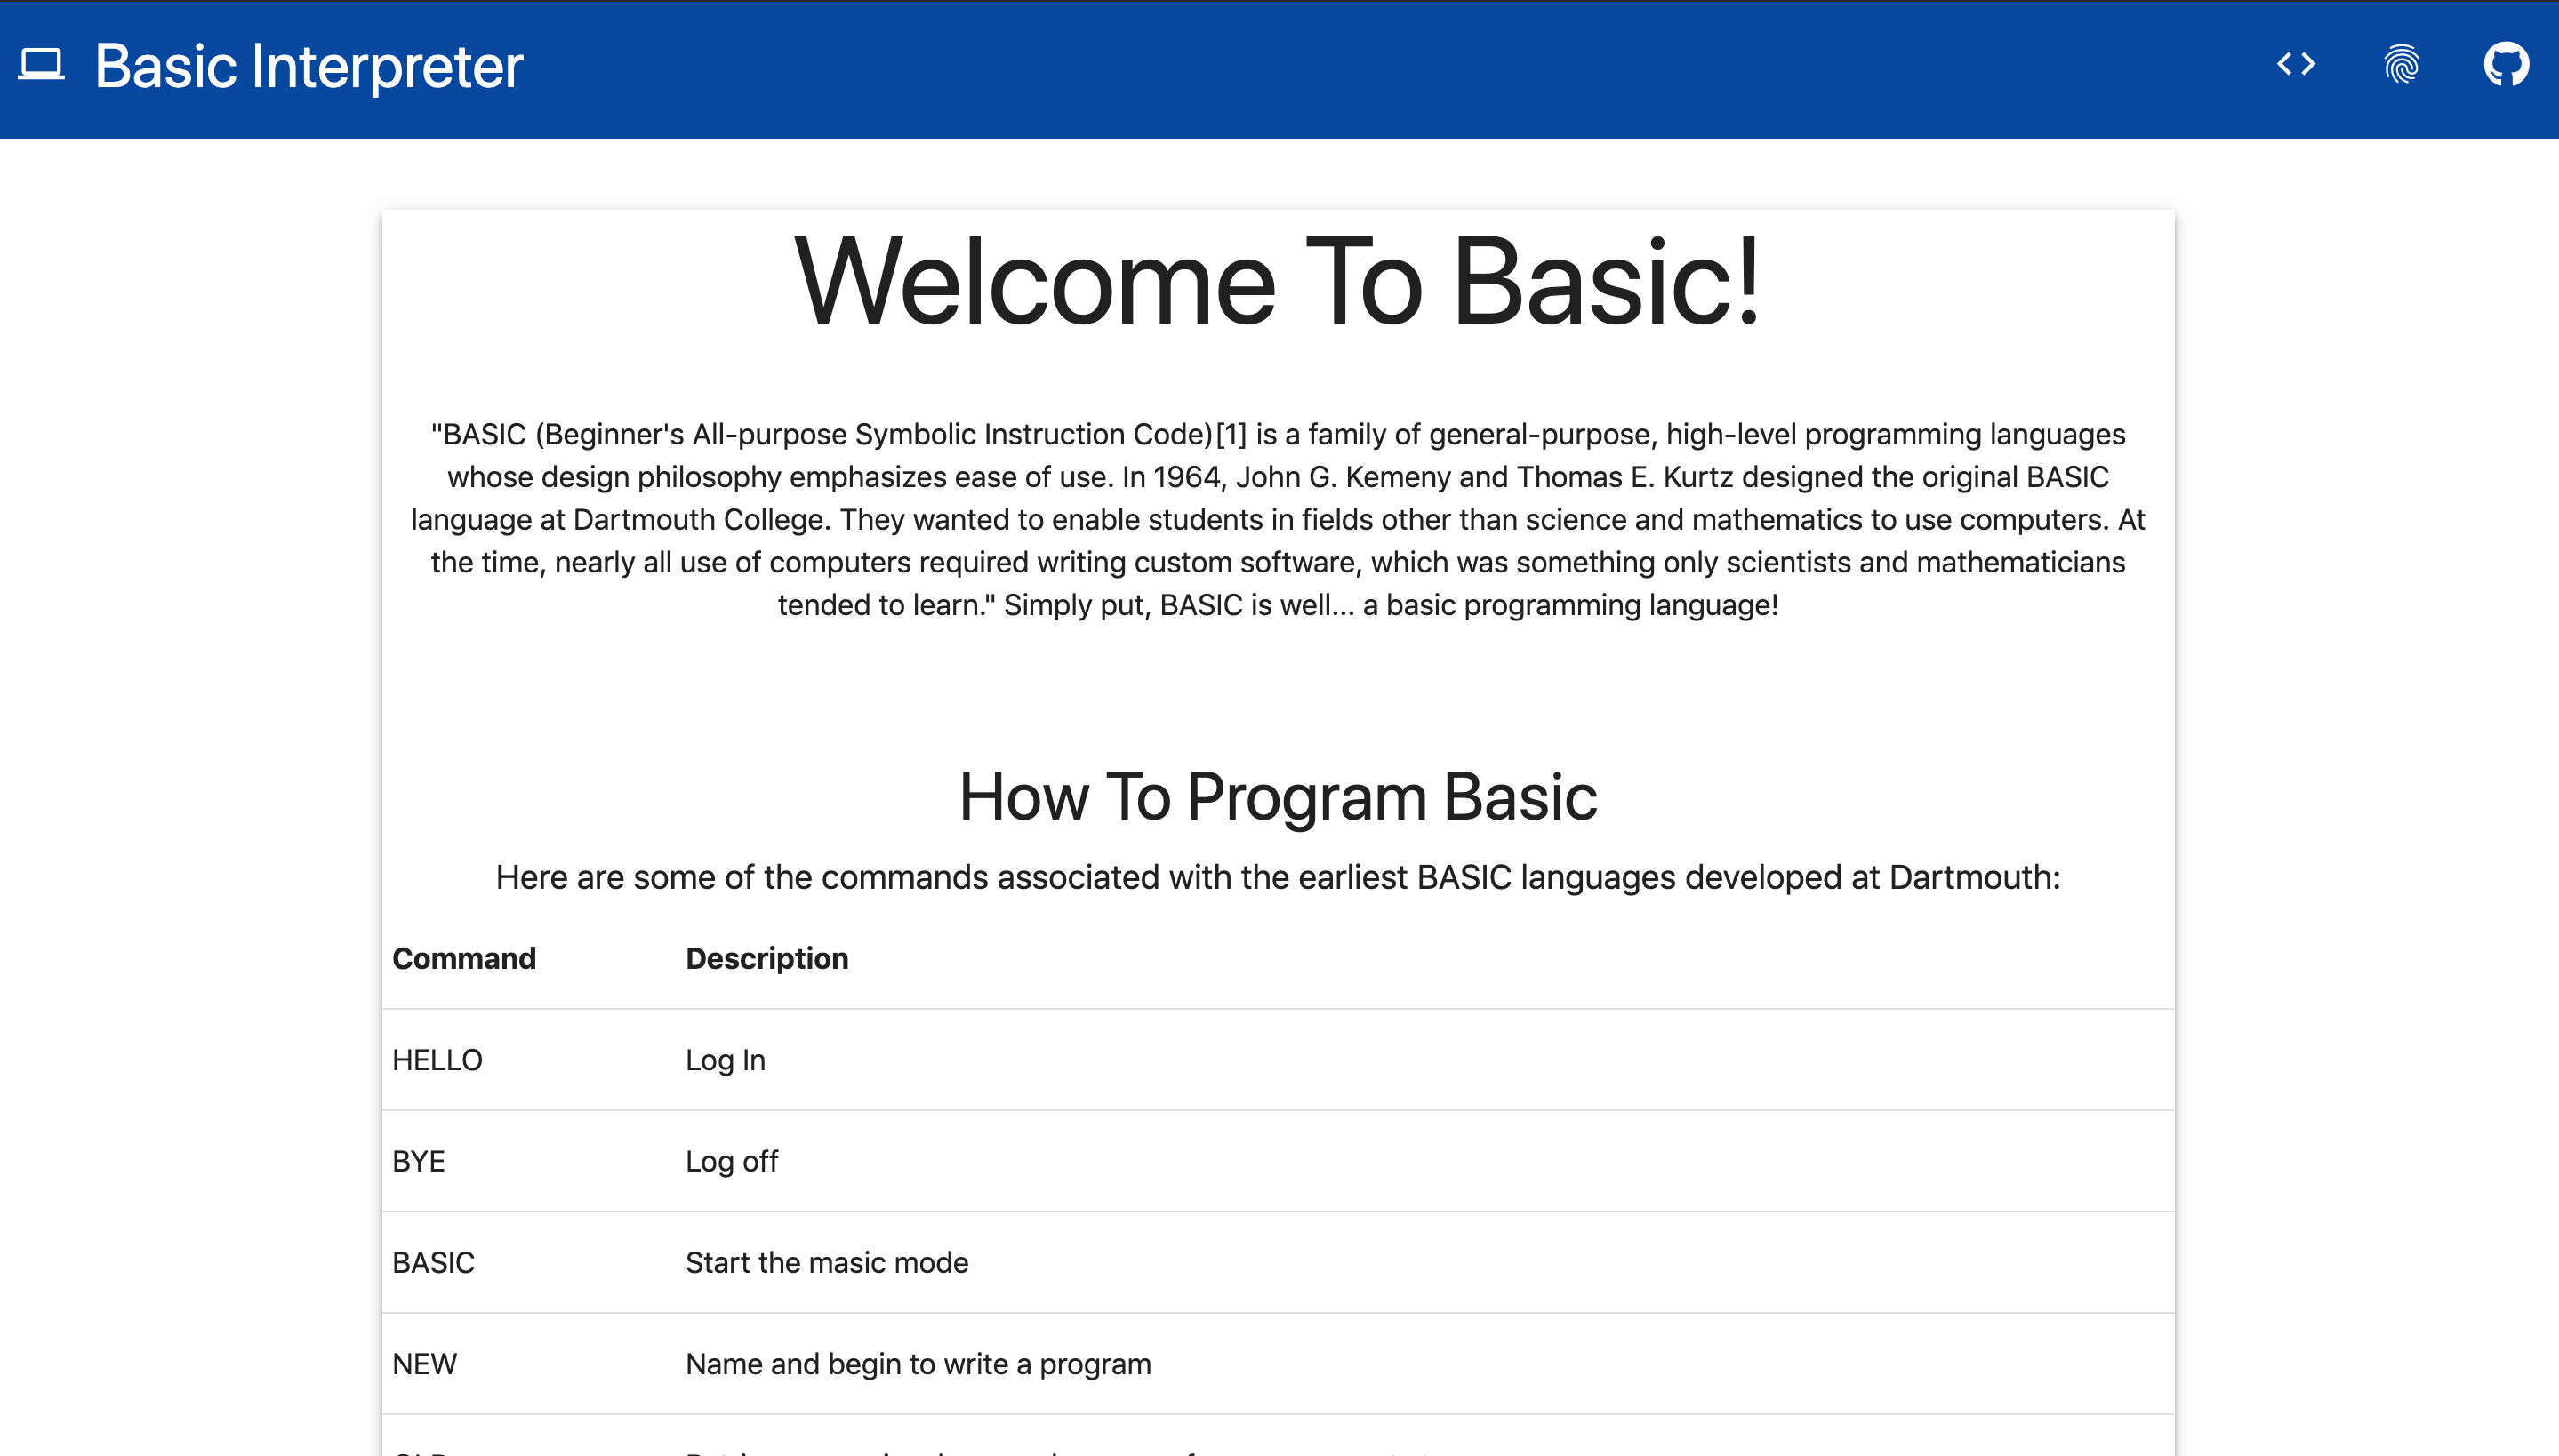 Basic Interpreter
Welcome To Basic!
"BASIC (Beginner's All-purpose Symbolic Instruction Code)[1] is a family of general-purpose, high-level programming languages
whose design philosophy emphasizes ease of use. In 1964, John G. Kemeny and Thomas E. Kurtz designed the original BASIC
language at Dartmouth College. They wanted to enable students in fields other than science and mathematics to use computers. At
the time, nearly all use of computers required writing custom software, which was something only scientists and mathematicians
tended to learn." Simply put, BASIC is well... a basic programming language!
How To Program Basic
Here are some of the commands associated with the earliest BASIC languages developed at Dartmouth:
Command Description
HELLO Log In
BYE Log off
BASIC Start the masic mode
NEW Name and begin to write a program